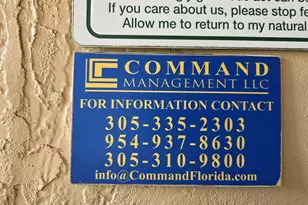 If you care about us, please stop fe
Allow me to return to my natural
COMMAND
MANAGEMENT LLC
FOR INFORMATION CONTACT
305-335-2303
954-937-8630
305-310-9800
info@CommandFlorida.com